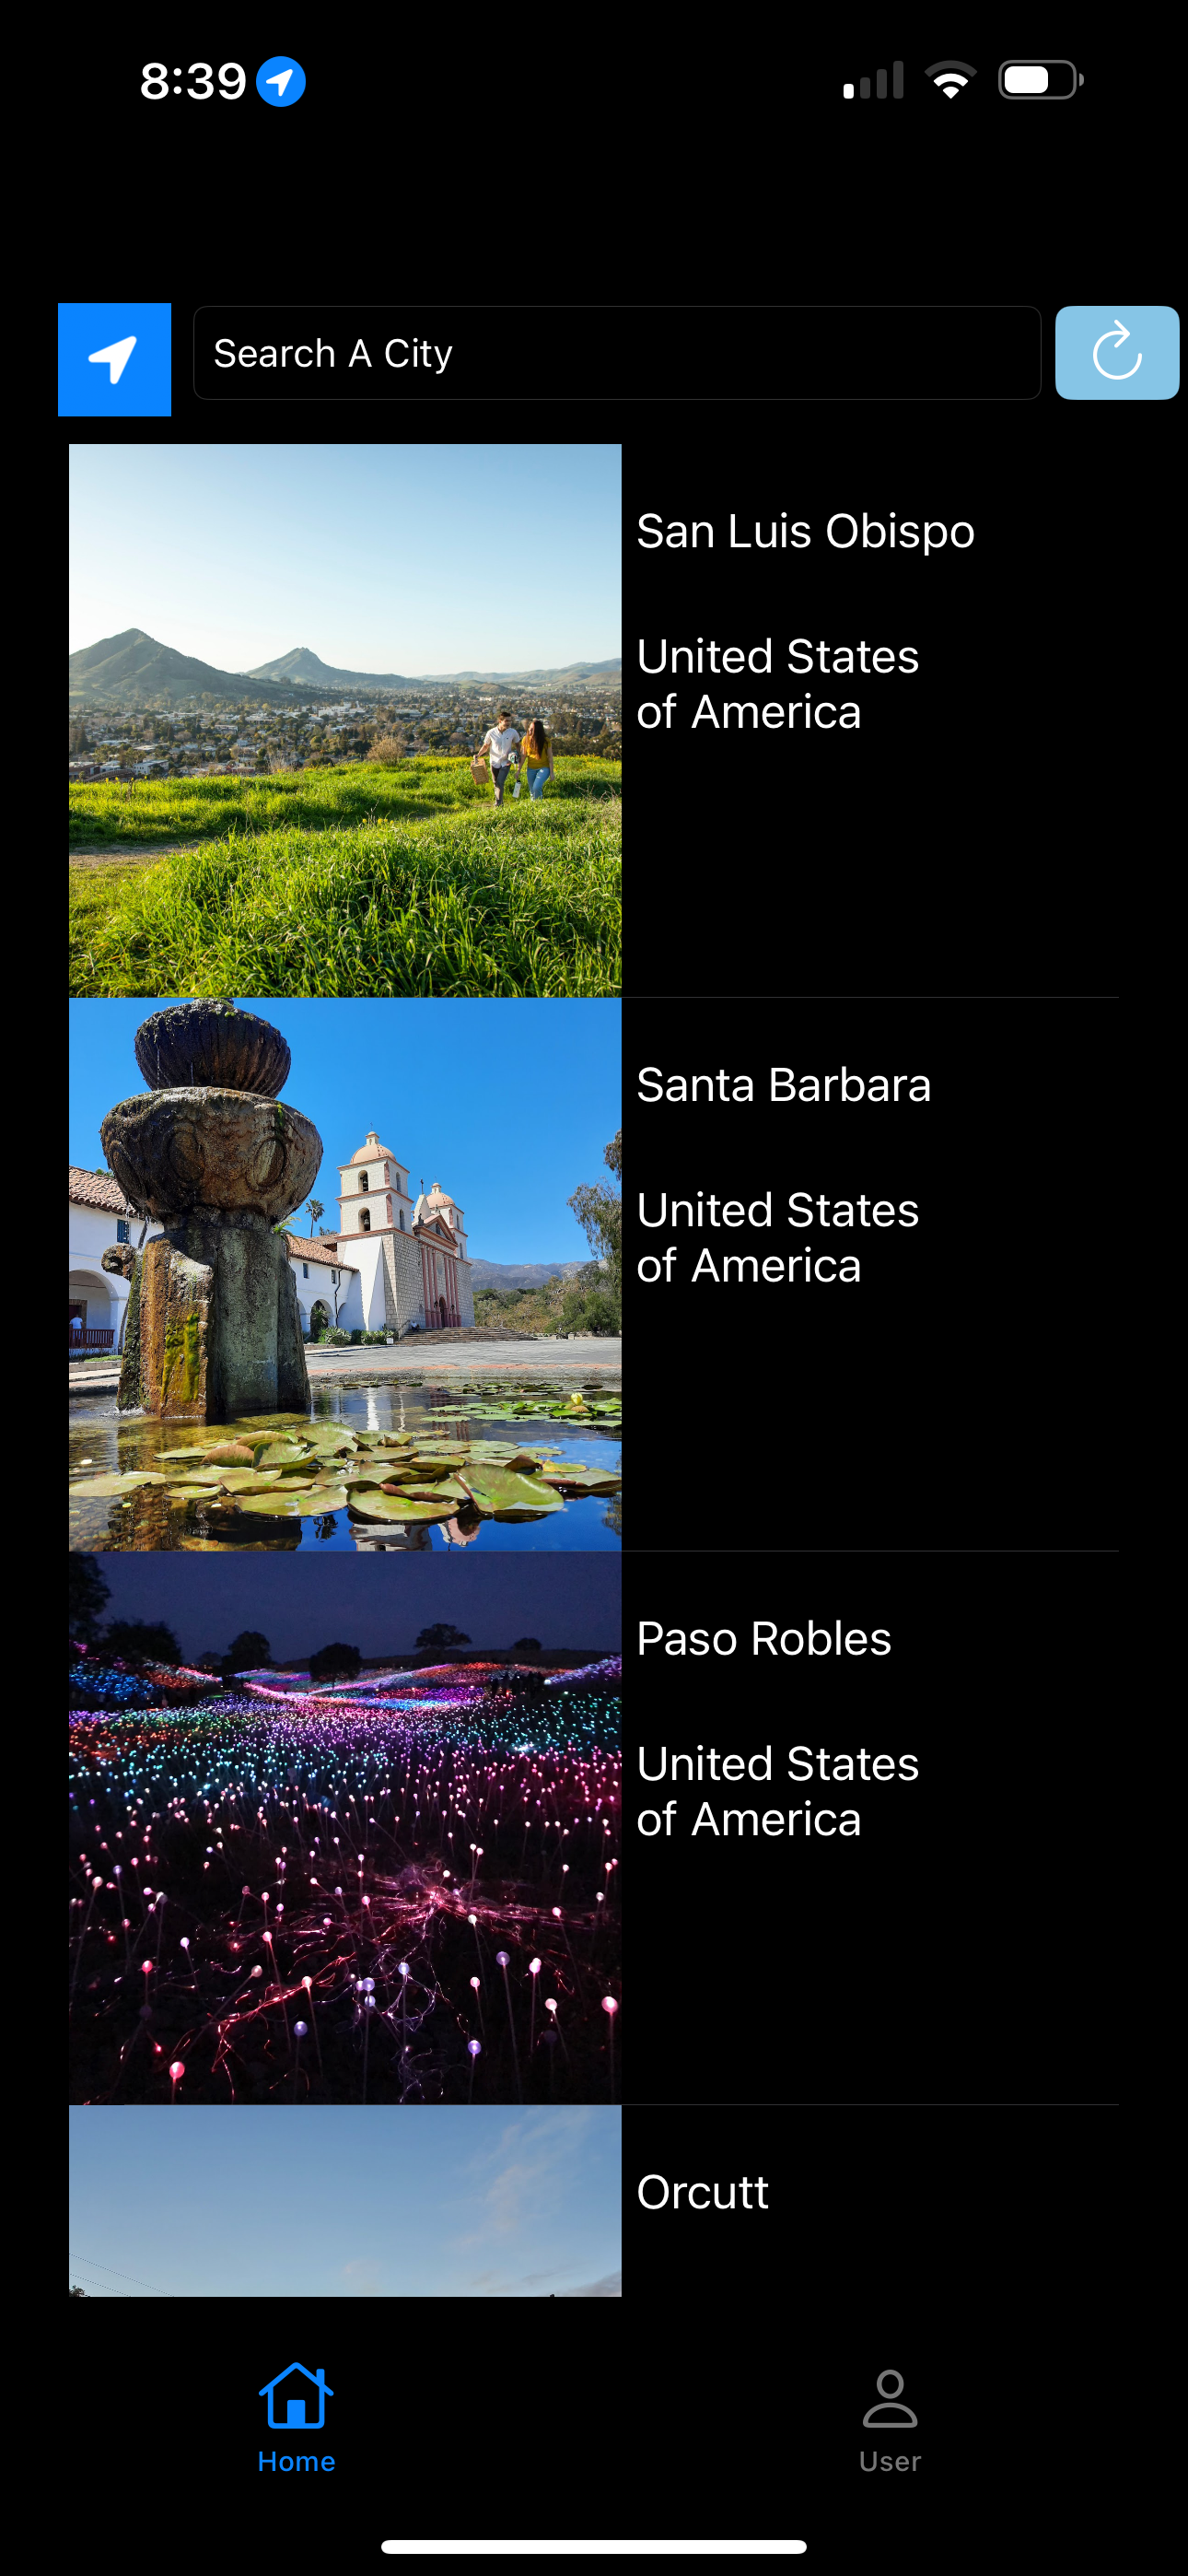 8:39
Search A City
San Luis Obispo
United States
of America
Santa Barbara
United States
of America
Paso Robles
United States
of America
Orcutt
Home
User